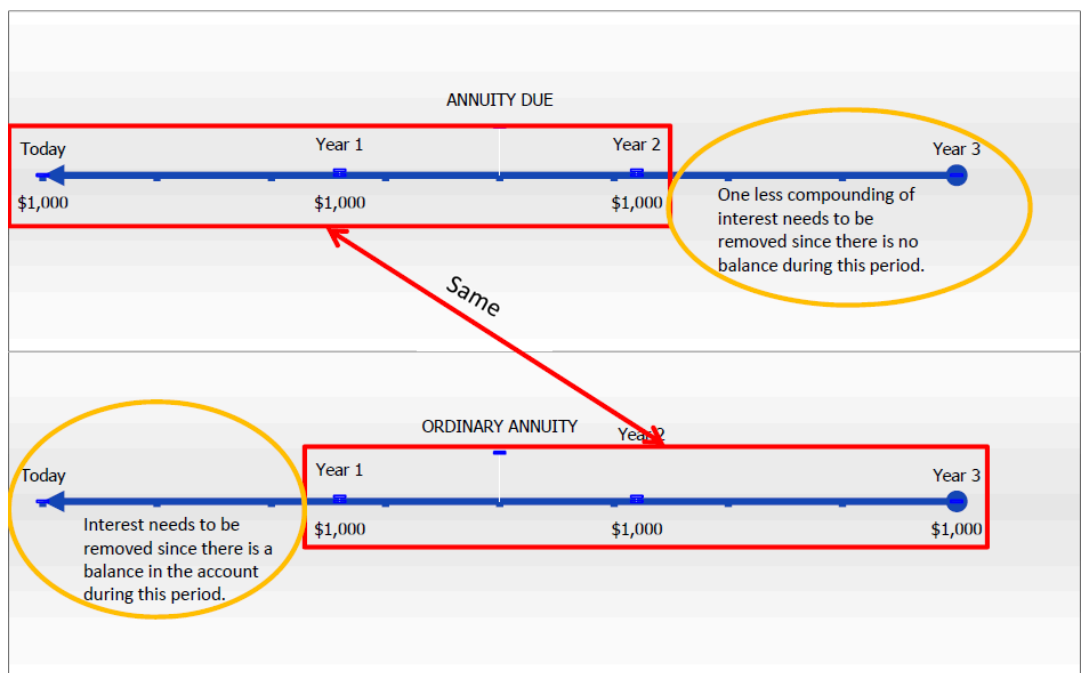 ANNUITY DUE
Today
Year 1
Year 2
Year 3
$1,000
$1,000
$1,000
One less compounding of
interest needs to be
removed since there is no
balance during this period.
Same
ORDINARY ANNUITY
Year 2
Today
Year 1
Year 3
$1,000
$1,000
$1,000
Interest needs to be
removed since there is a
balance in the account
during this period.